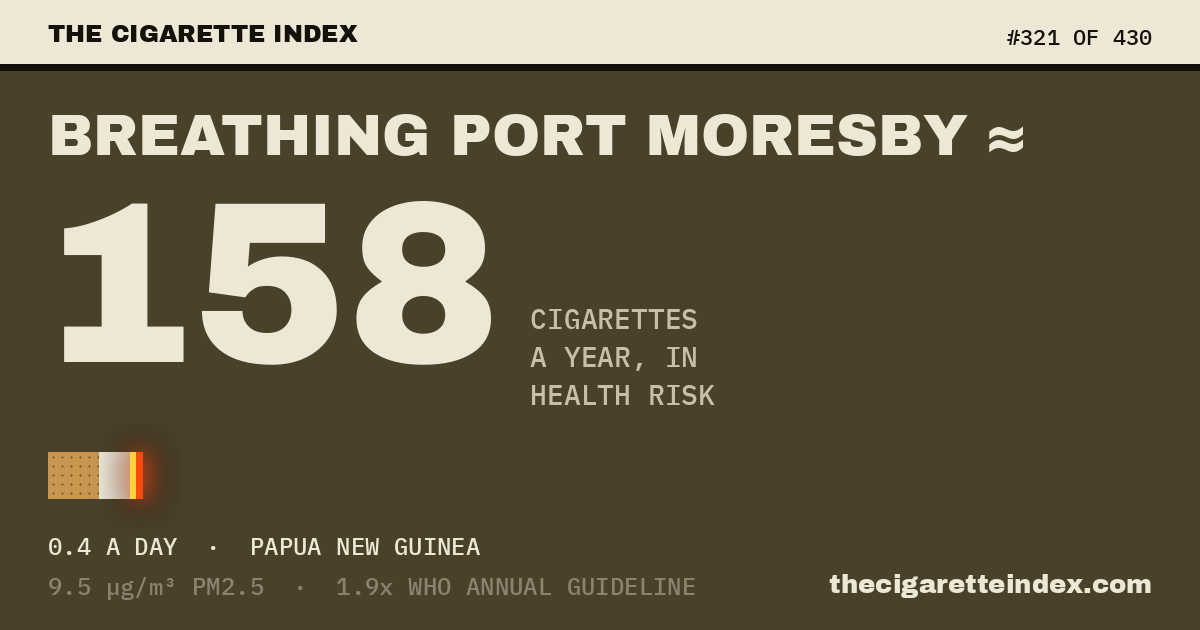 THE CIGARETTE INDEX
#321 OF 430
BREATHING PORT MORESBY ≈
158
CIGARETTES
A YEAR, IN
HEALTH RISK
0.4 A DAY · PAPUA NEW GUINEA
9.5 µg/m³ PM2.5 · 1.9x WHO ANNUAL GUIDELINE
thecigaretteindex.com